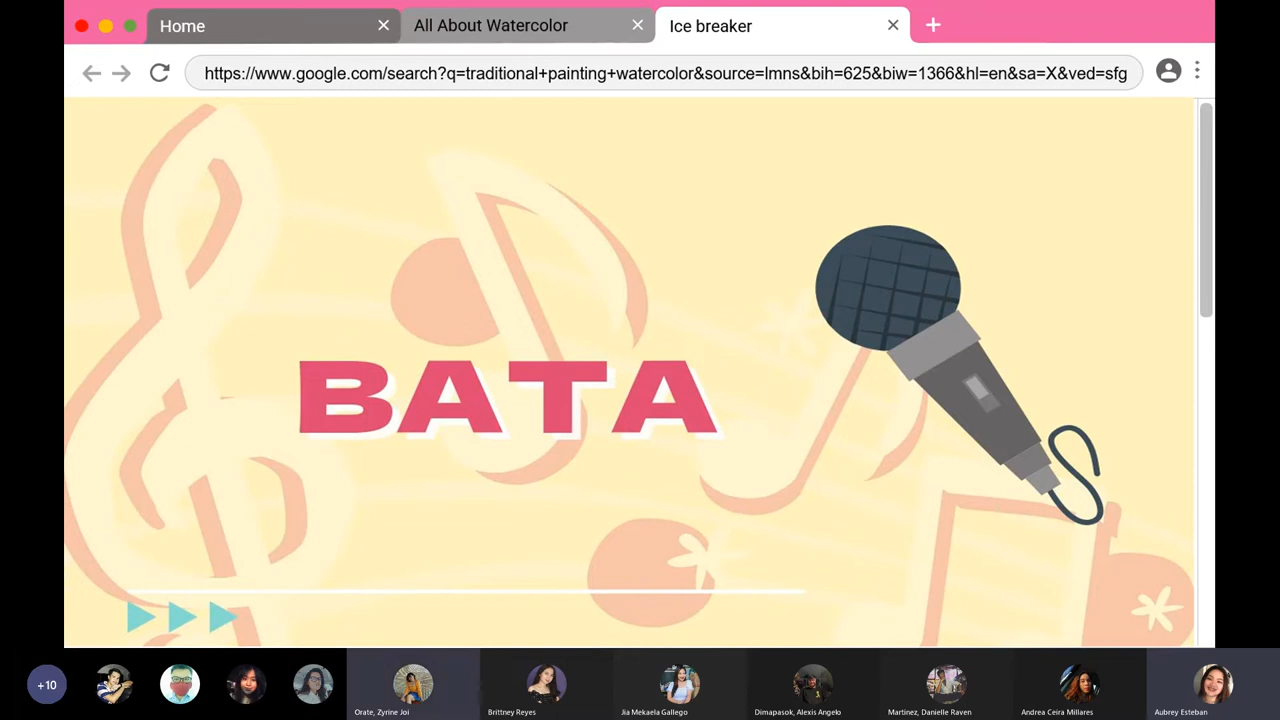 Home
All About Watercolor
Ice breaker
https://www.google.com/search?q=traditional+painting+watercolor&source=lmns&bih=625&biw=1366&hl=en&sa=X&ved=sfg
BATA
+10
Orate, Zyrine Joi
Brittney Reyes
Jia Mekaela Gallego
Dimapasok, Alexis Angelo
Martinez, Danielle Raven
Andrea Ceira Millares
Aubrey Esteban